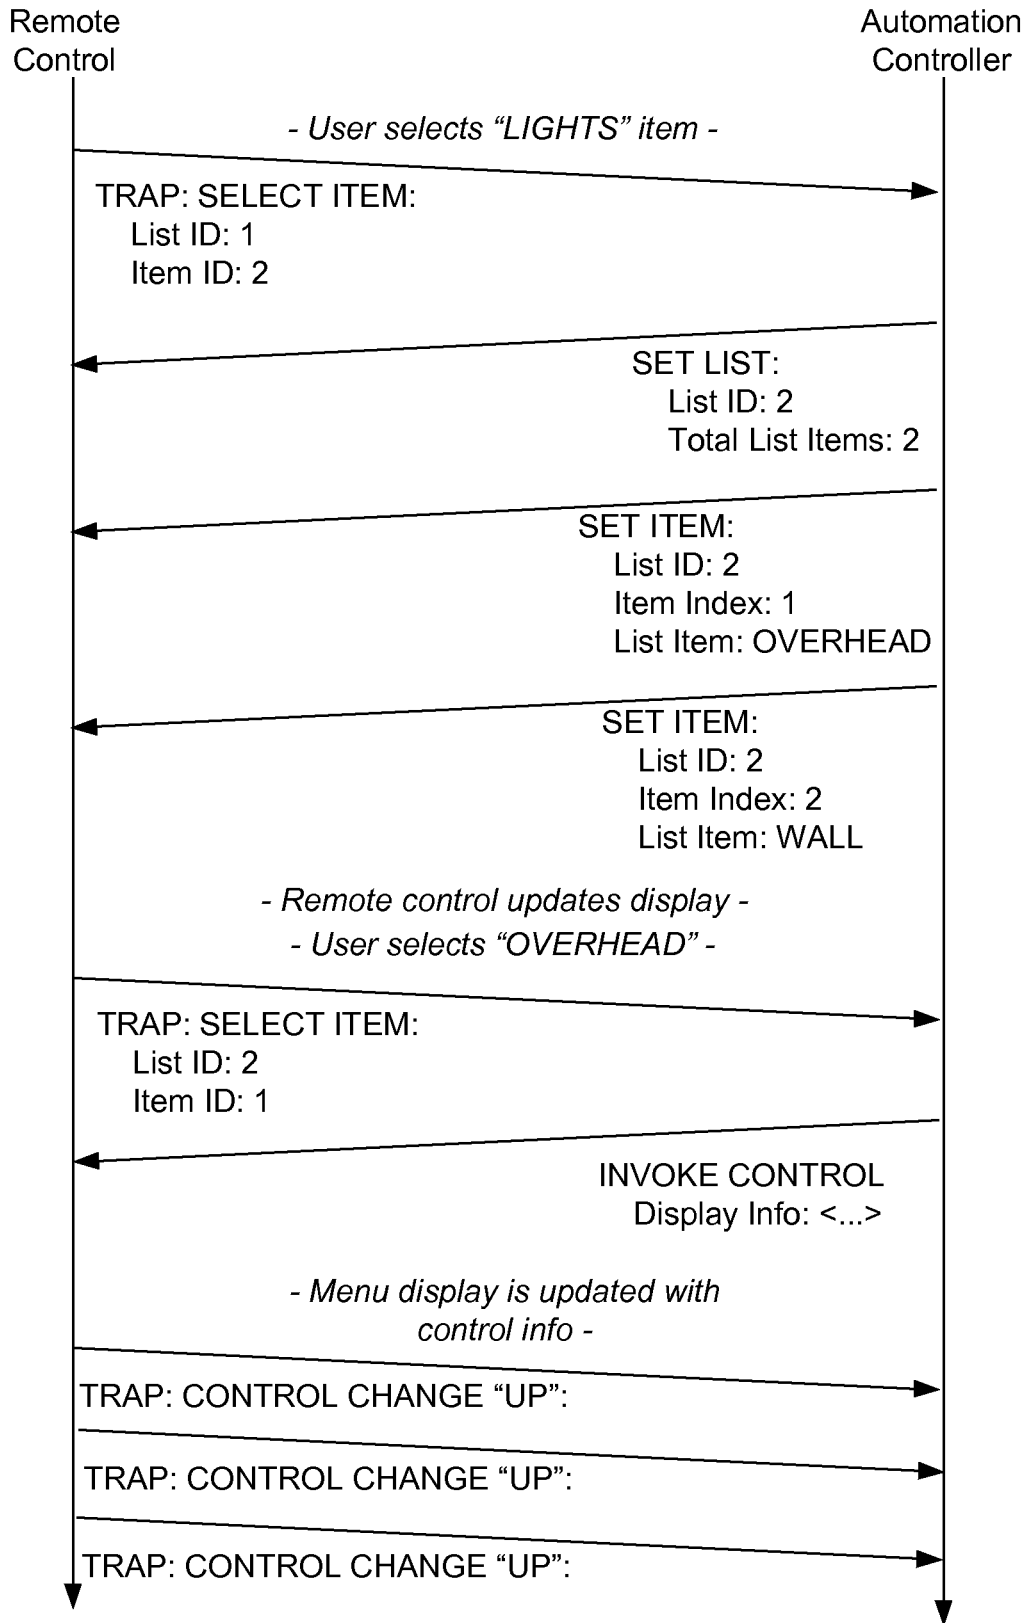 Remote
Control
Automation
Controller
- User selects “LIGHTS” item -
TRAP: SELECT ITEM:
List ID: 1
Item ID: 2
SET LIST:
List ID: 2
Total List Items: 2
SET ITEM:
List ID: 2
Item Index: 1
List Item: OVERHEAD
SET ITEM:
List ID: 2
Item Index: 2
List Item: WALL
- Remote control updates display -
- User selects “OVERHEAD” -
TRAP: SELECT ITEM:
List ID: 2
Item ID: 1
INVOKE CONTROL
Display Info: <...>
- Menu display is updated with
control info -
TRAP: CONTROL CHANGE “UP”:
TRAP: CONTROL CHANGE “UP”:
TRAP: CONTROL CHANGE “UP”: